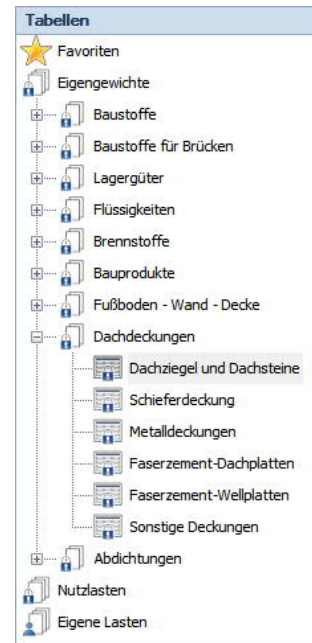 Tabellen
Favoriten
Eigengewichte
Baustoffe
Baustoffe für Brücken
Lagergüter
Flüssigkeiten
Brennstoffe
Bauprodukte
Fußboden - Wand - Decke
Dachdeckungen
Dachziegel und Dachsteine
Schieferdeckung
Metalldeckungen
Faserzement-Dachplatten
Faserzement-Wellplatten
Sonstige Deckungen
Abdichtungen
Nutzlasten
Eigene Lasten